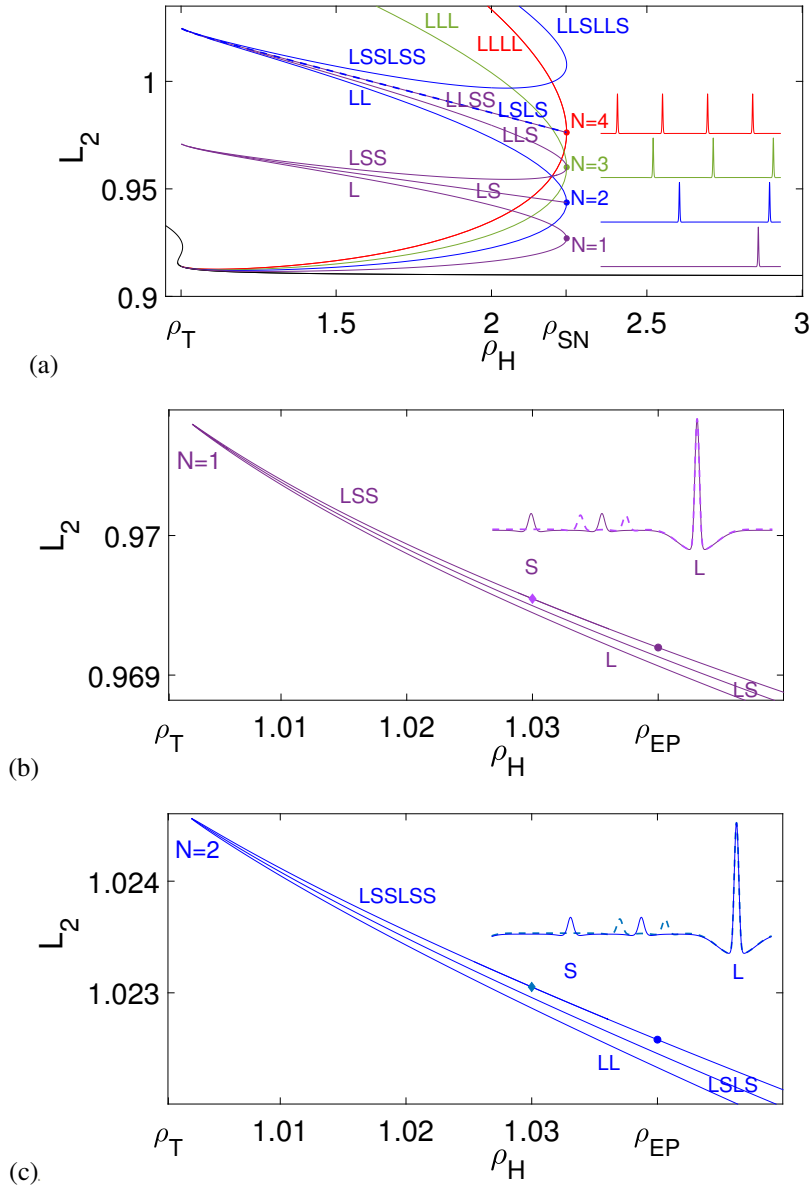 LLL
LLLL
LLSLLS
LSSLSS
1
LL
LLSS
LSLS
LLS
N=4
N=3
LSS
L
LS
N=2
N=1
0.95
0.9
L2
ρT
1.5
2
ρSN
2.5
3
ρH
(a)
N=1
LSS
0.97
S
L
L
LS
0.969
L2
ρT
1.01
1.02
1.03
ρEP
ρH
(b)
N=2
LSSLSS
1.024
S
L
1.023
LL
LSLS
L2
ρT
1.01
1.02
1.03
ρEP
ρH
(c).